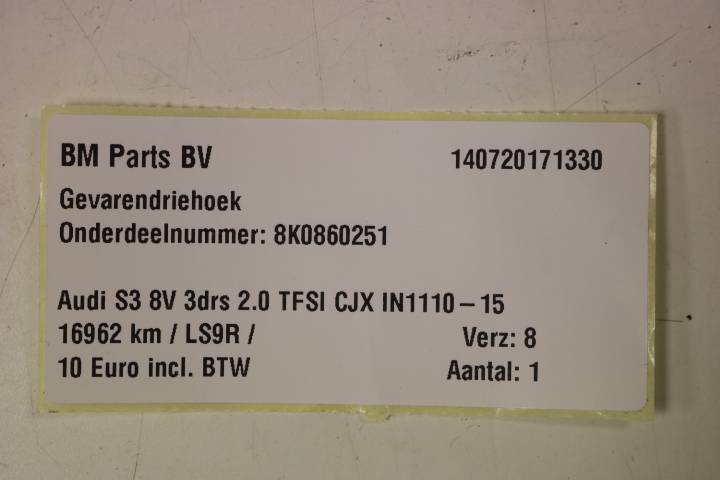 BM Parts BV 140720171330
Gevarendriehoek
Onderdeelnummer: 8K0860251
Audi S3 8V 3drs 2.0 TFSI CJX IN1110-15
16962 km / LS9R / Verz: 8
10 Euro incl. BTW Aantal: 1